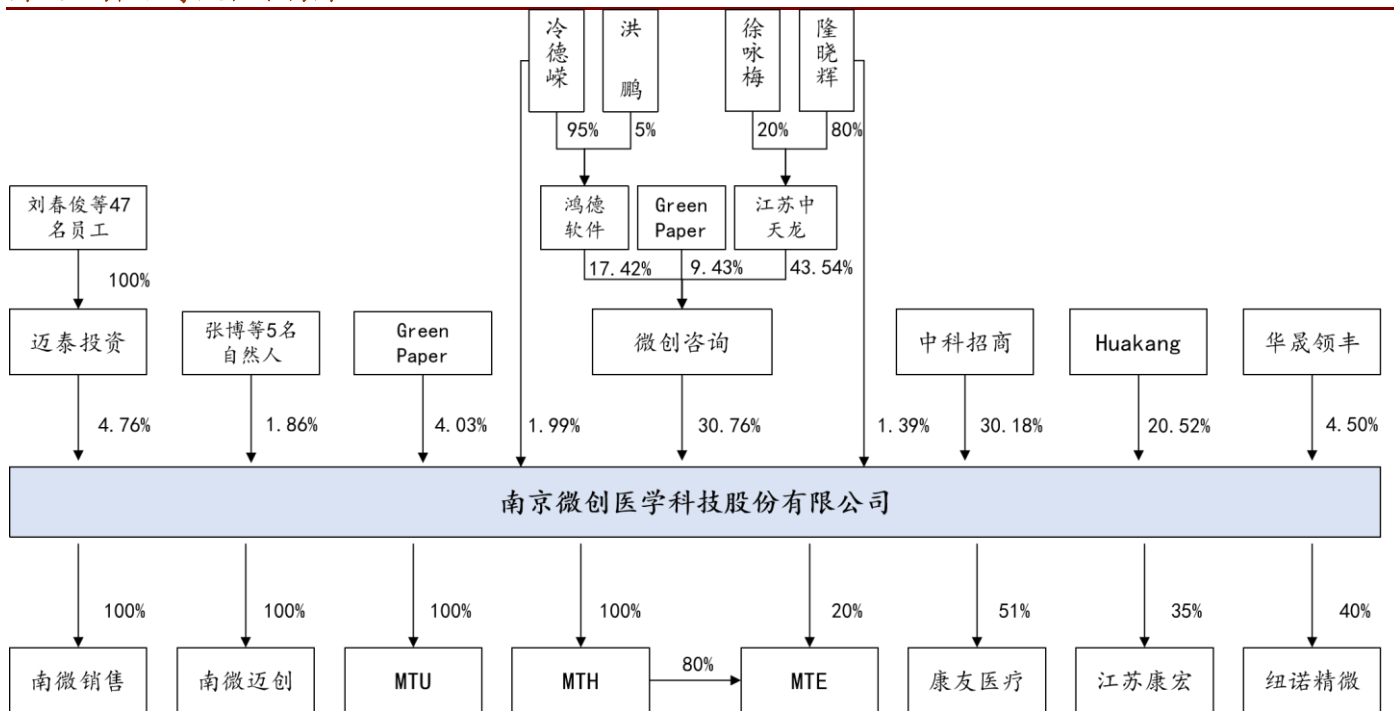 冷德嵘
洪鹏
徐咏梅
隆晓辉
95%
5%
20%
80%
刘春俊等47
名员工
鸿德
软件
Green
Paper
江苏中
天龙
100%
17.42%
9.43%
43.54%
迈泰投资
张博等5名
自然人
Green
Paper
微创咨询
中科招商
Huakang
华晟领丰
4.76%
1.86%
4.03%
1.99%
30.76%
1.39%
30.18%
20.52%
4.50%
南京微创医学科技股份有限公司
100%
100%
100%
100%
20%
51%
35%
40%
南微销售
南微迈创
MTU
MTH
80%
MTE
康友医疗
江苏康宏
纽诺精微